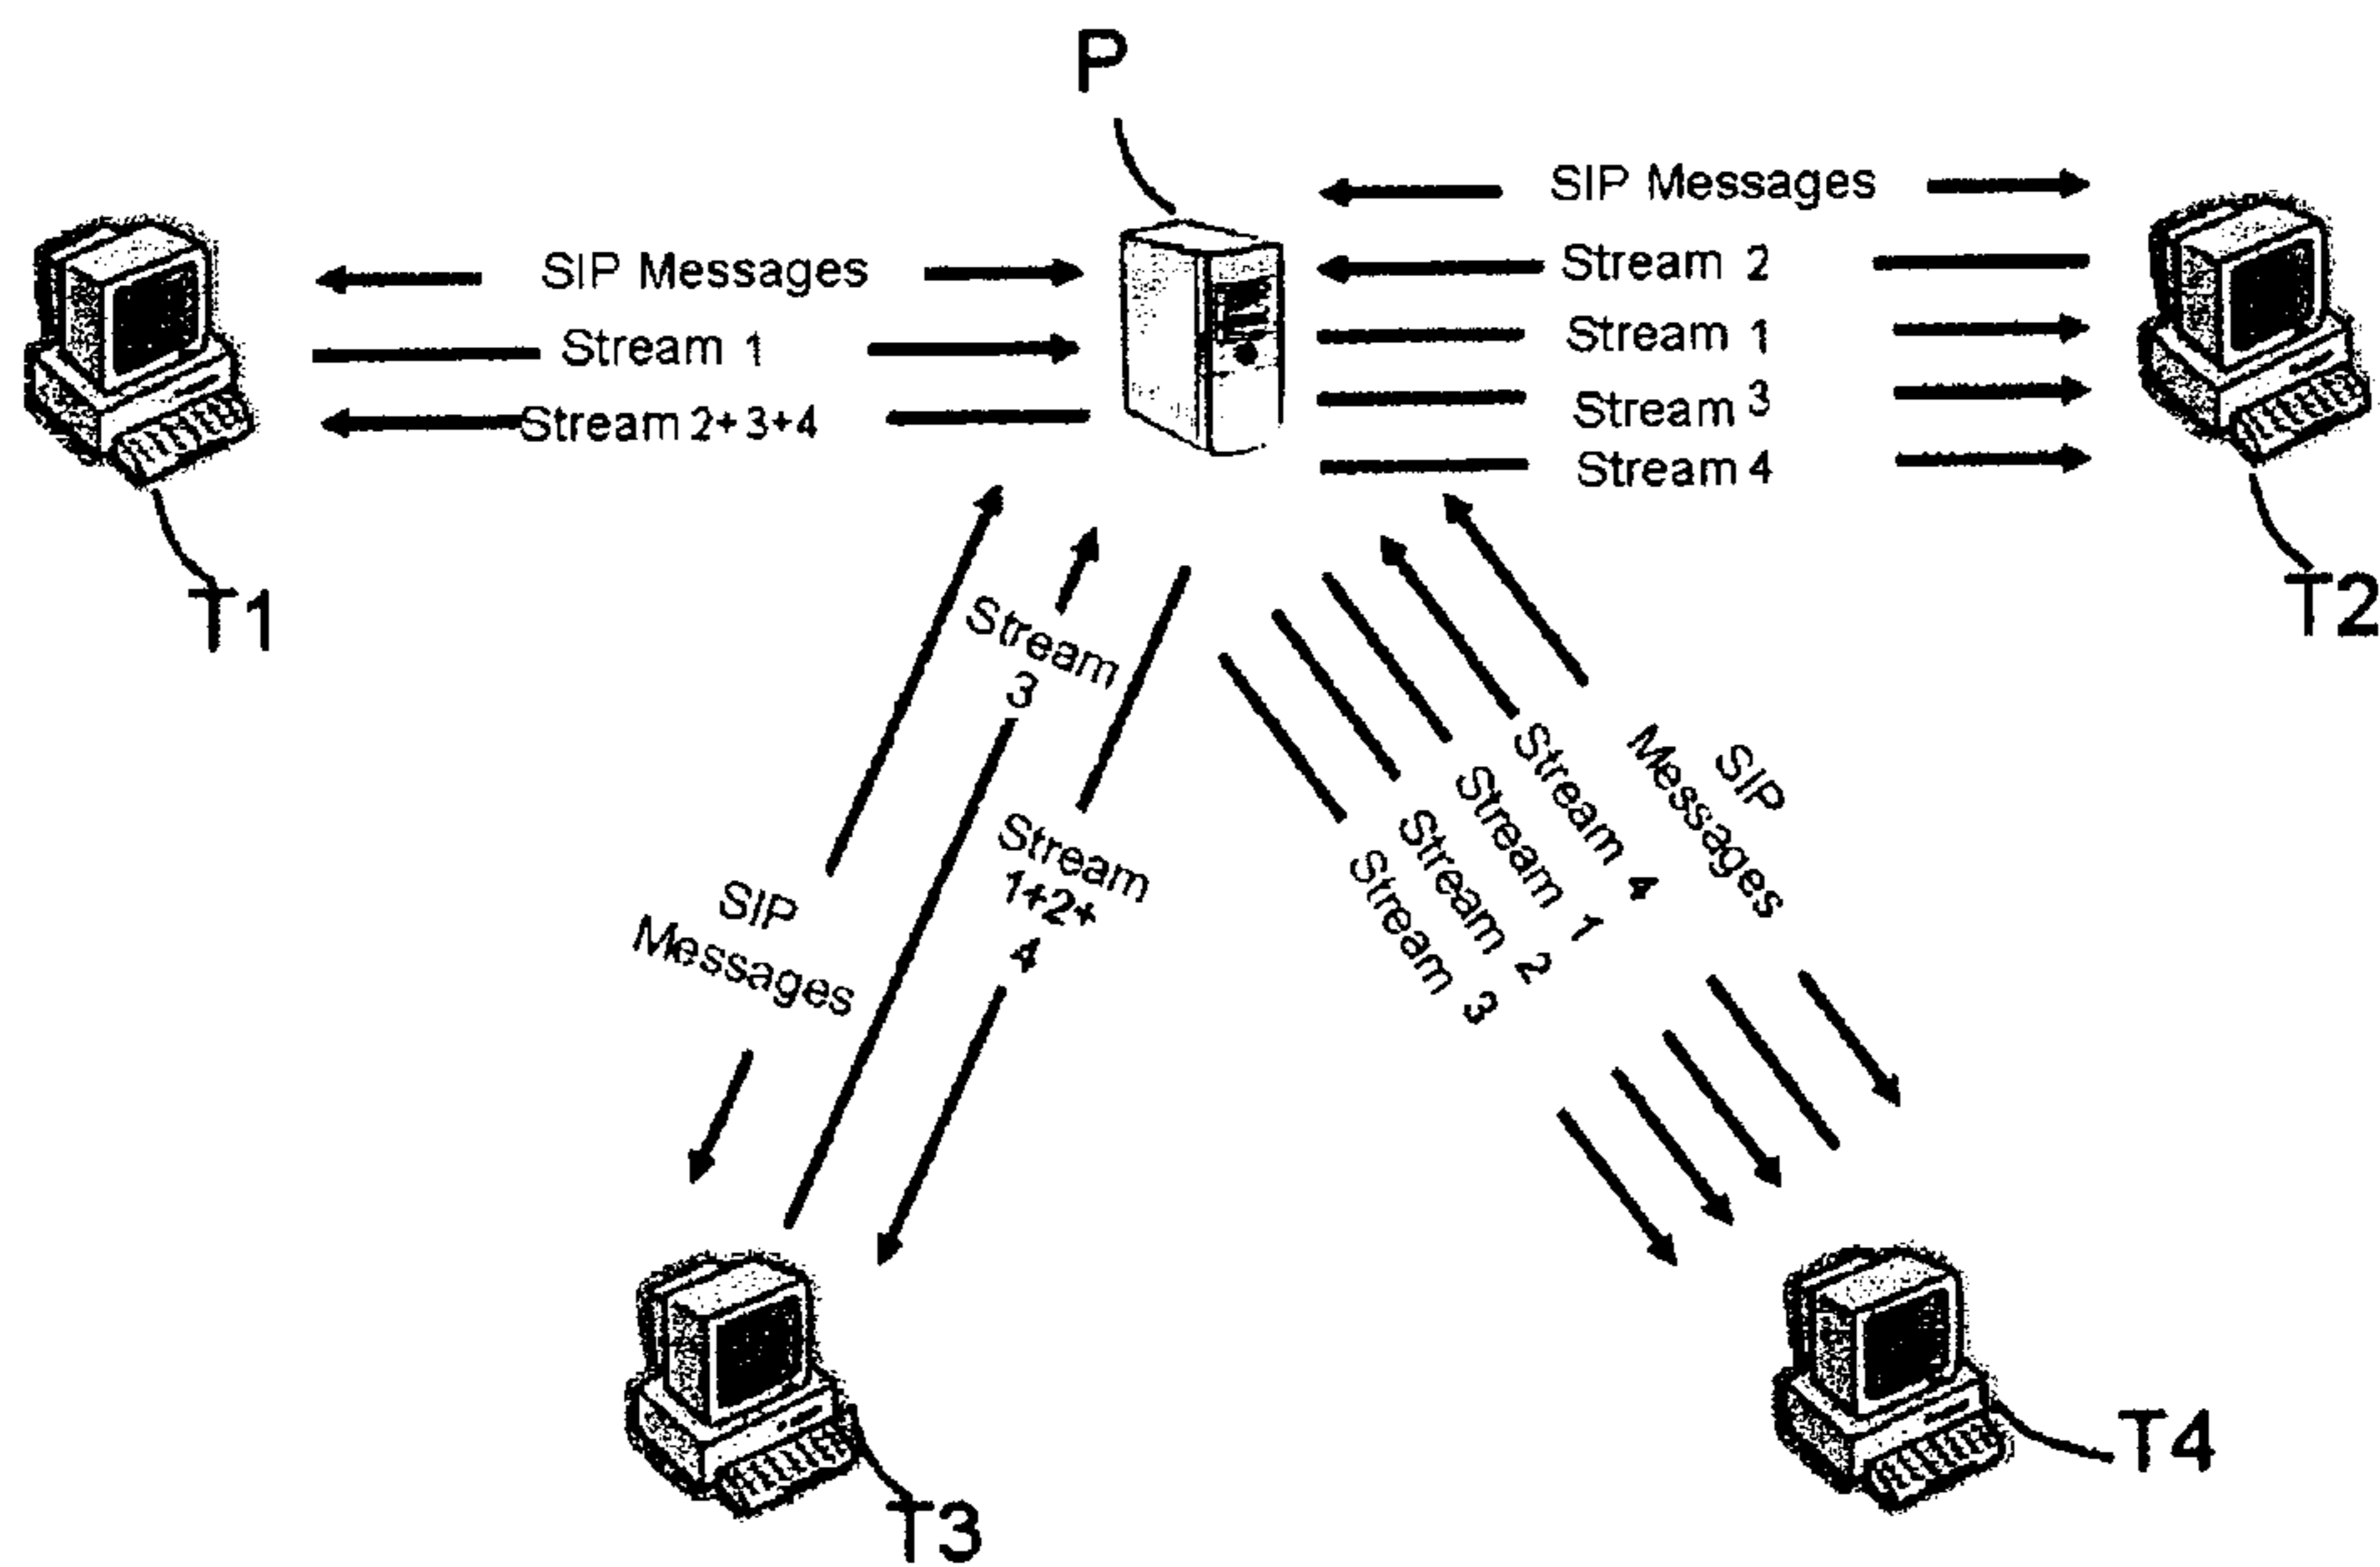 P
SIP Messages
Stream 2
Stream 1
Stream 3
Stream 4
SIP Messages
Stream 1
Stream 2+3+4
T1
T2
Stream
3
Stream
1+2+
4
SIP
Messages
SIP
Messages
Stream 4
Stream 1
Stream 2
Stream 3
T3
T4